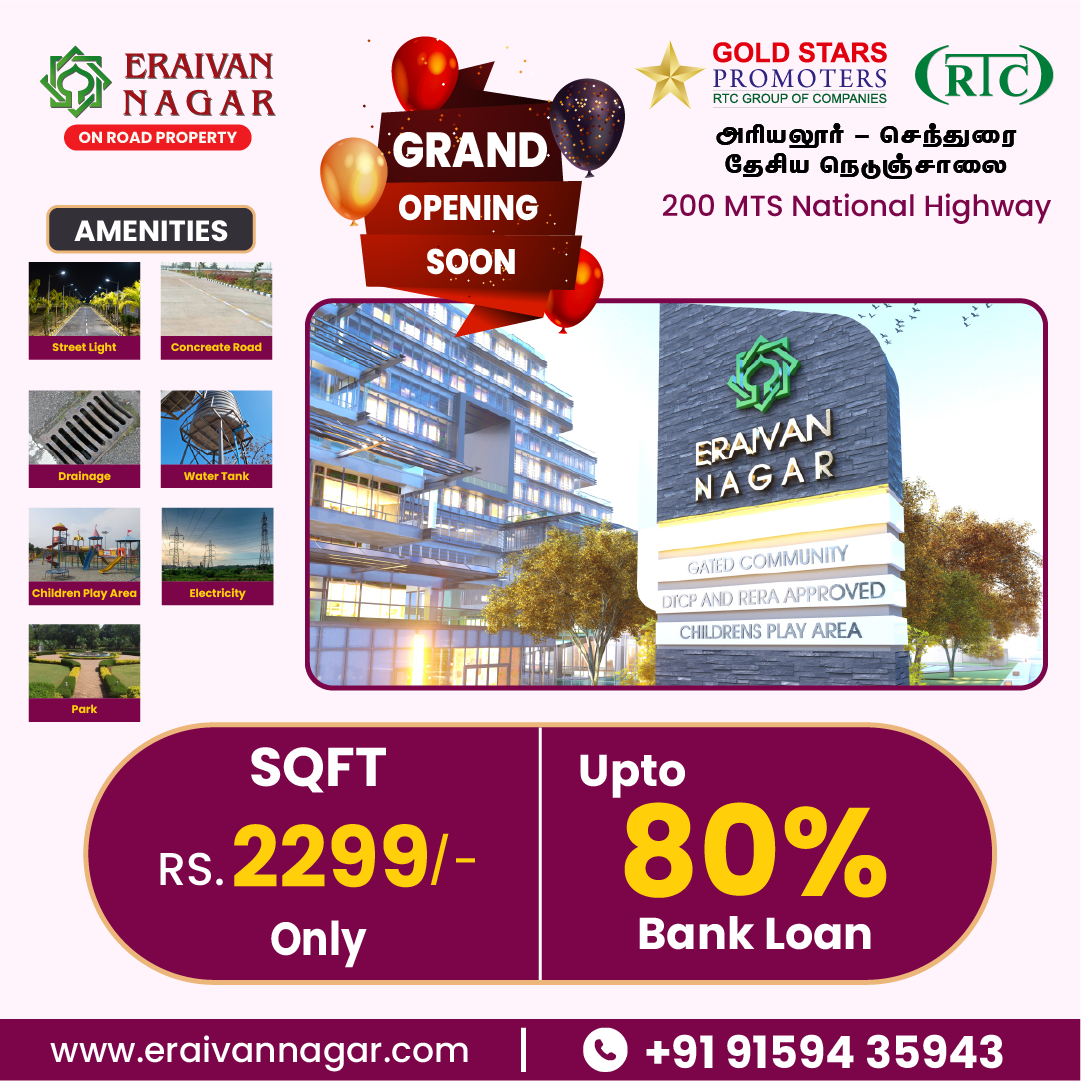 ERAIVAN
NAGAR
ON ROAD PROPERTY
GRAND
OPENING
SOON
GOLD STARS
PROMOTERS
RTC GROUP OF COMPANIES
RTC
அரியலூர் – செந்துரை
தேசிய நெடுஞ்சாலை
200 MTS National Highway
AMENITIES
Street Light
Concreate Road
Drainage
Water Tank
Children Play Area
Electricity
Park
ERAIVAN
NAGAR
GATED COMMUNITY
DTCP AND RERA APPROVED
CHILDRENS PLAY AREA
SQFT
RS. 2299/-
Only
Upto
80%
Bank Loan
www.eraivannagar.com
+91 91594 35943